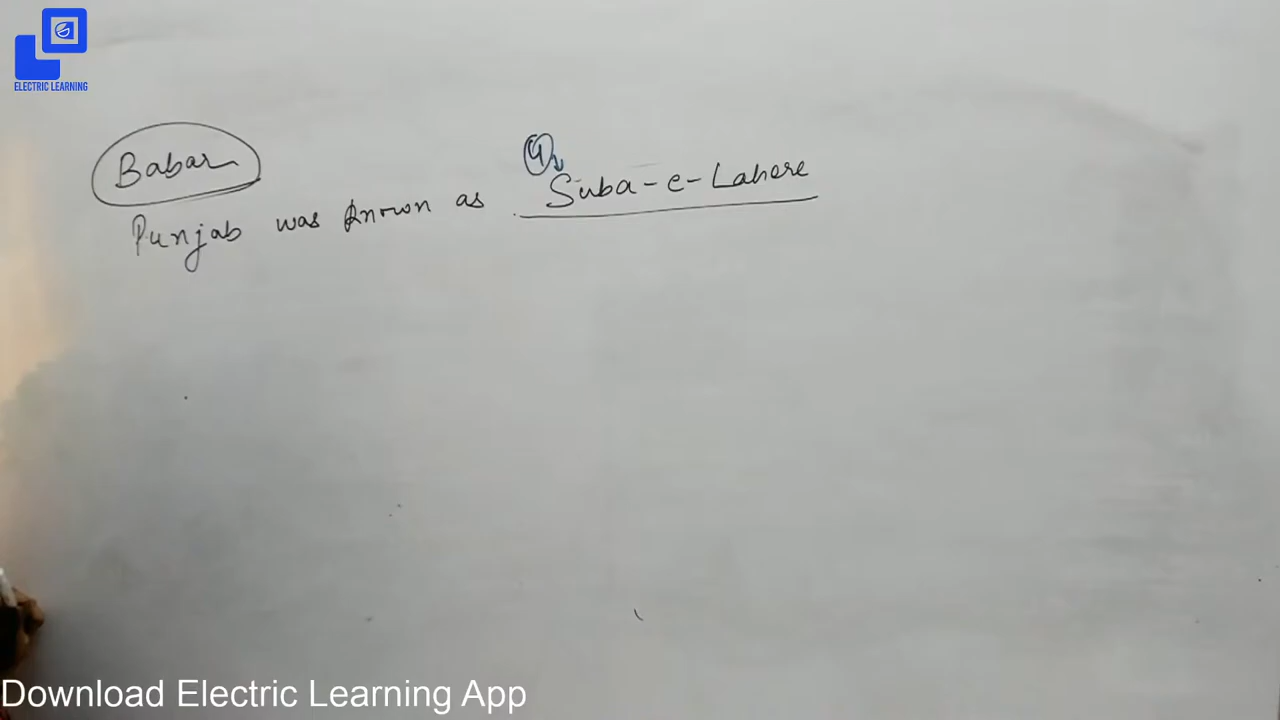 ELECTRIC LEARNING
Babar
Punjab was known as Suba-e-Lahore
Download Electric Learning App